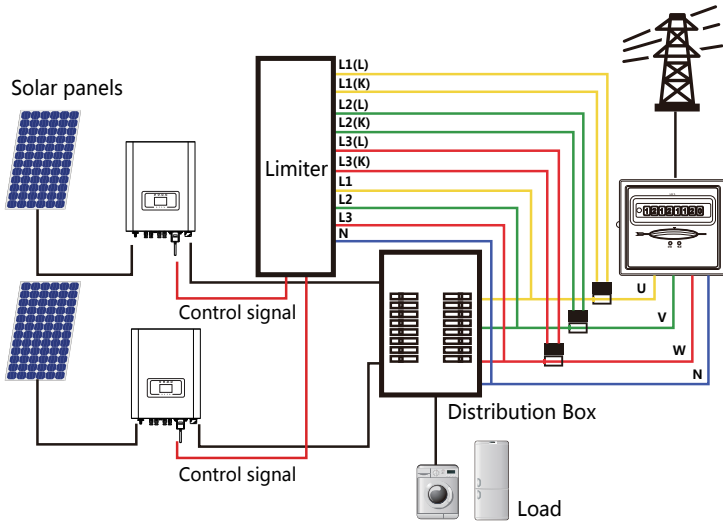 Solar panels
Limiter
L1(L)
L1(K)
L2(L)
L2(K)
L3(L)
L3(K)
L1
L2
L3
N
12121120
U
V
W
N
Control signal
Distribution Box
Control signal
Load